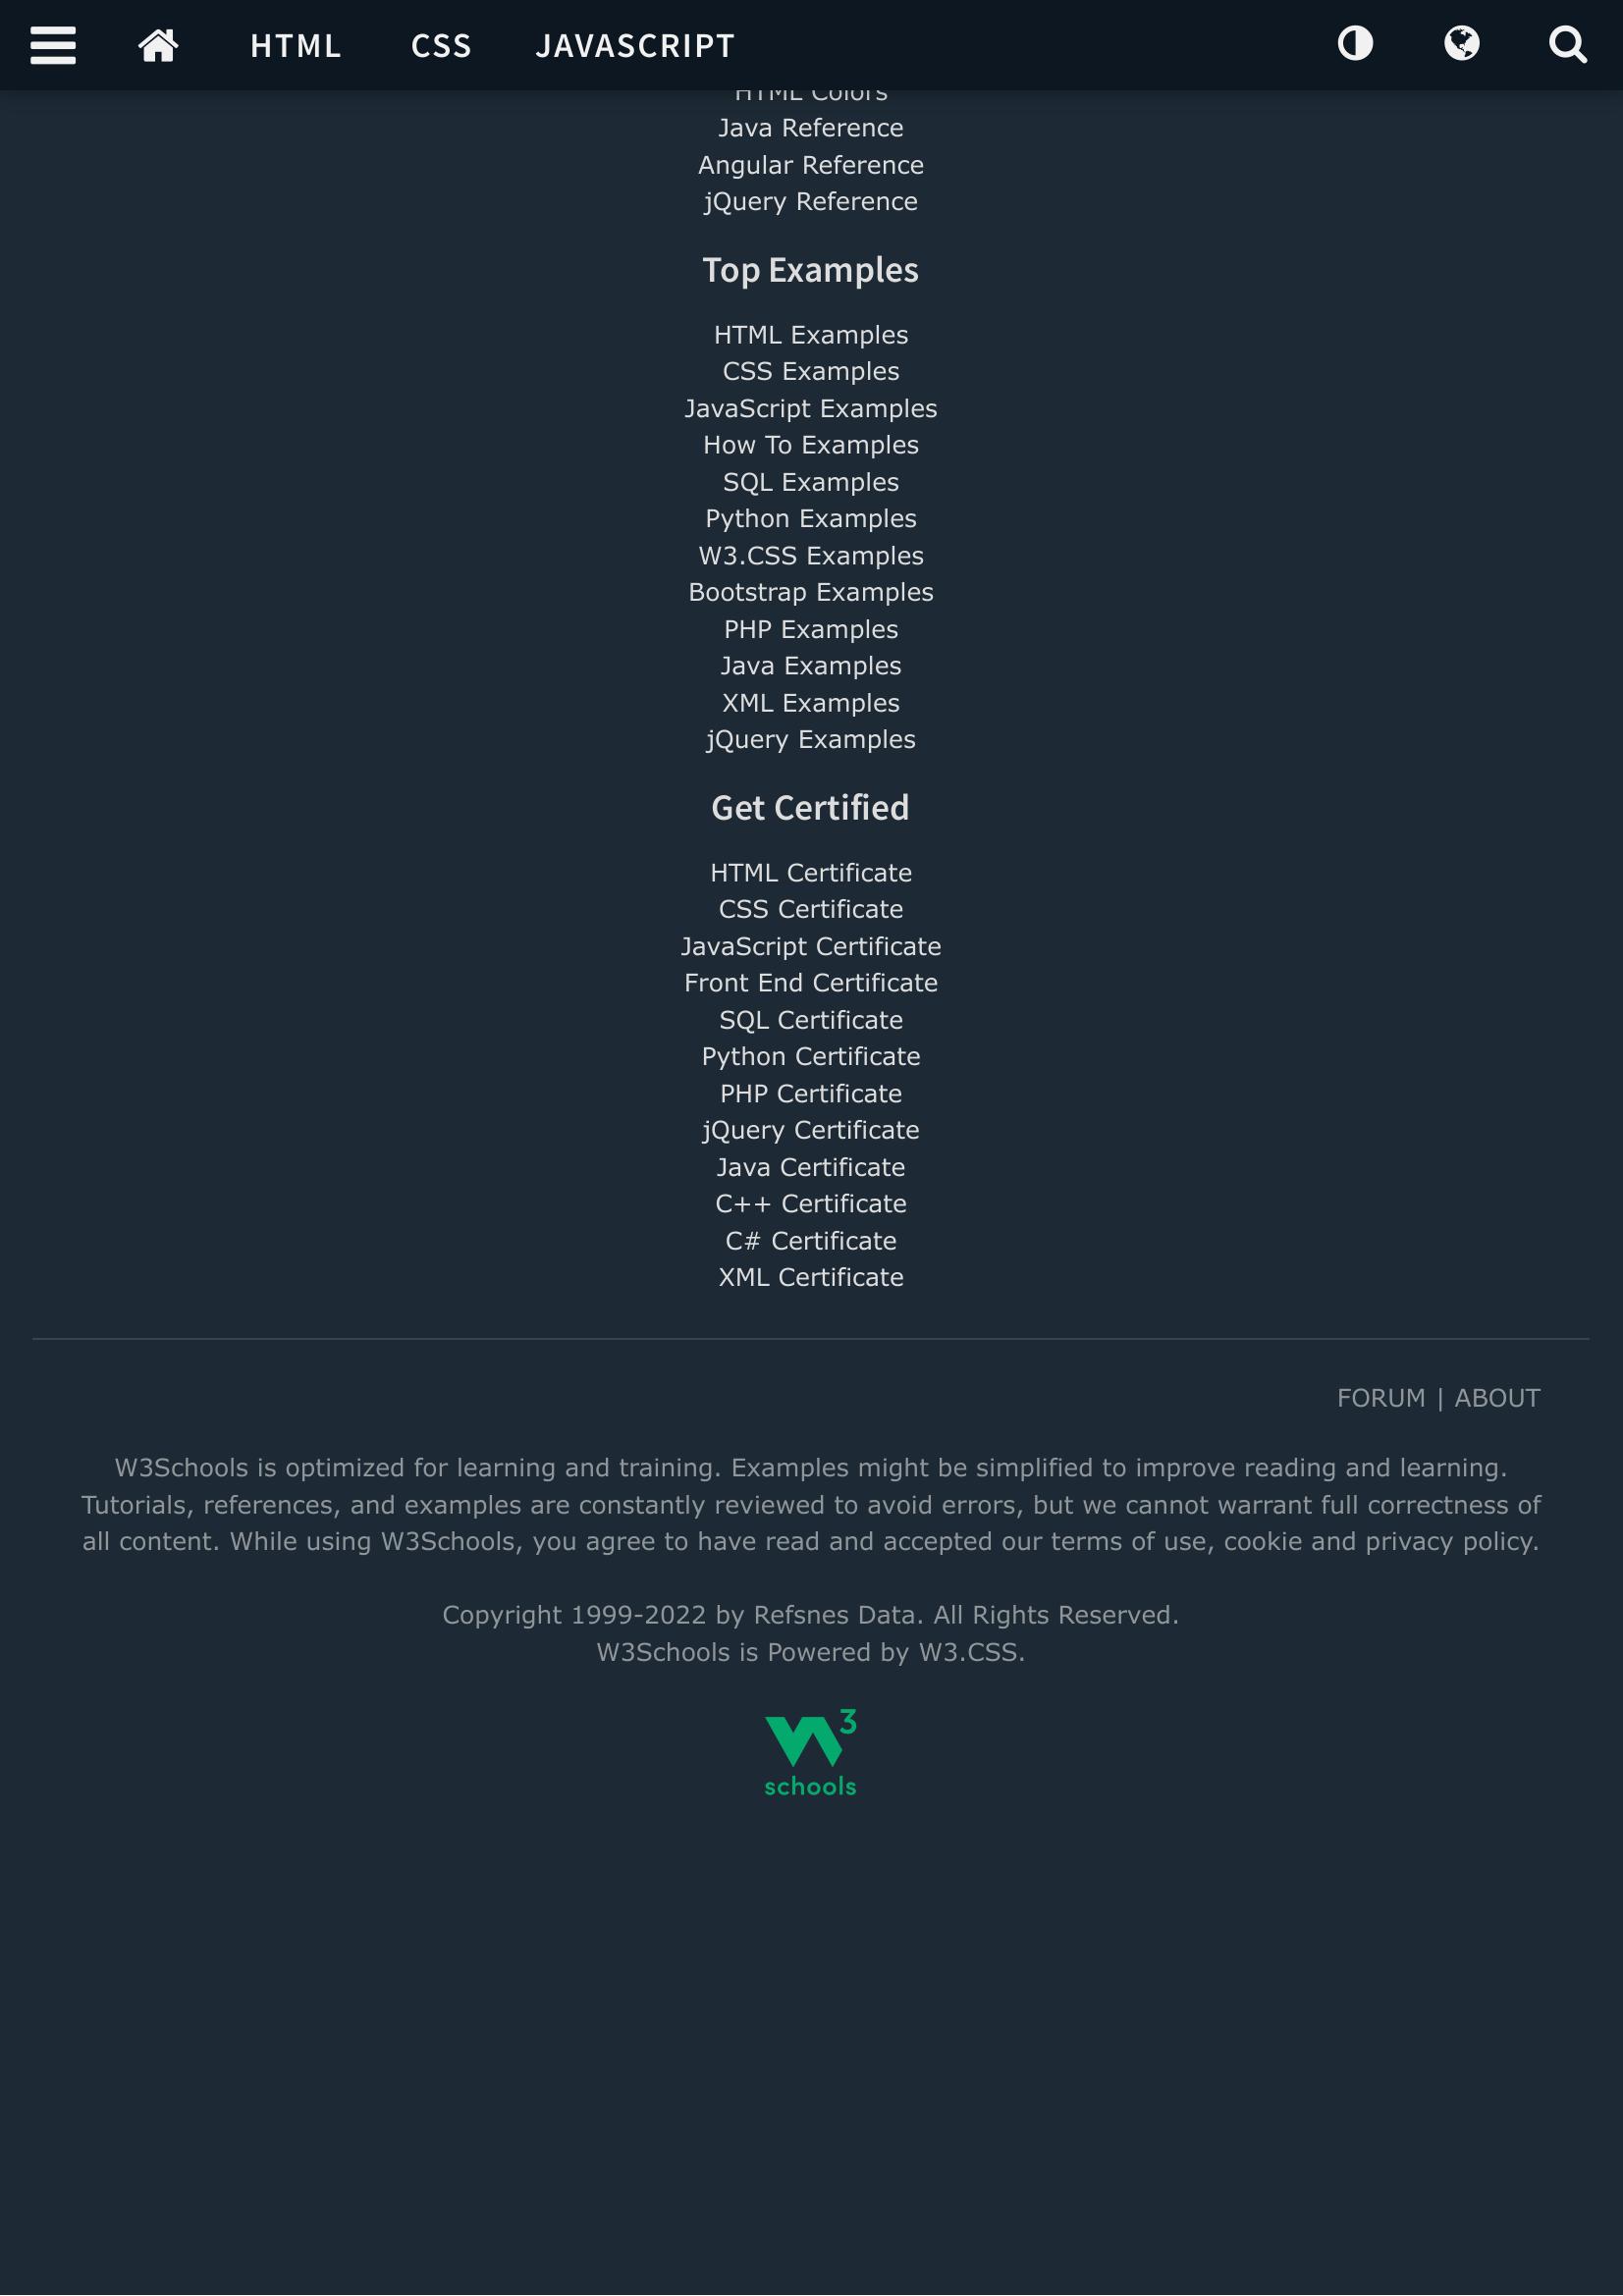 HTML CSS JAVASCRIPT
HTML Colors
Java Reference
Angular Reference
jQuery Reference
Top Examples
HTML Examples
CSS Examples
JavaScript Examples
How To Examples
SQL Examples
Python Examples
W3.CSS Examples
Bootstrap Examples
PHP Examples
Java Examples
XML Examples
jQuery Examples
Get Certified
HTML Certificate
CSS Certificate
JavaScript Certificate
Front End Certificate
SQL Certificate
Python Certificate
PHP Certificate
jQuery Certificate
Java Certificate
C++ Certificate
C# Certificate
XML Certificate
FORUM | ABOUT
W3Schools is optimized for learning and training. Examples might be simplified to improve reading and learning.
Tutorials, references, and examples are constantly reviewed to avoid errors, but we cannot warrant full correctness of
all content. While using W3Schools, you agree to have read and accepted our terms of use, cookie and privacy policy.
Copyright 1999-2022 by Refsnes Data. All Rights Reserved.
W3Schools is Powered by W3.CSS.
W3
schools